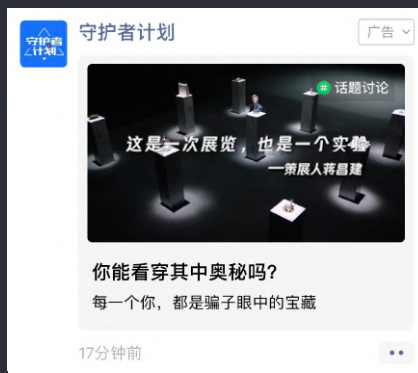 守护者计划
守护者
计划
广告
# 话题讨论
这是一次展览，也是一个实验
—策展人蒋昌建
你能看穿其中奥秘吗?
每一个你，都是骗子眼中的宝藏
17分钟前